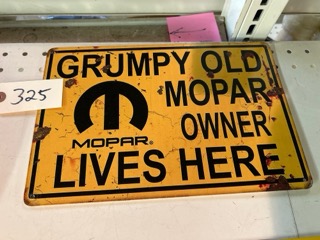 GRUMPY OLD
MOPAR
OWNER
MOPAR®
LIVES HERE
325